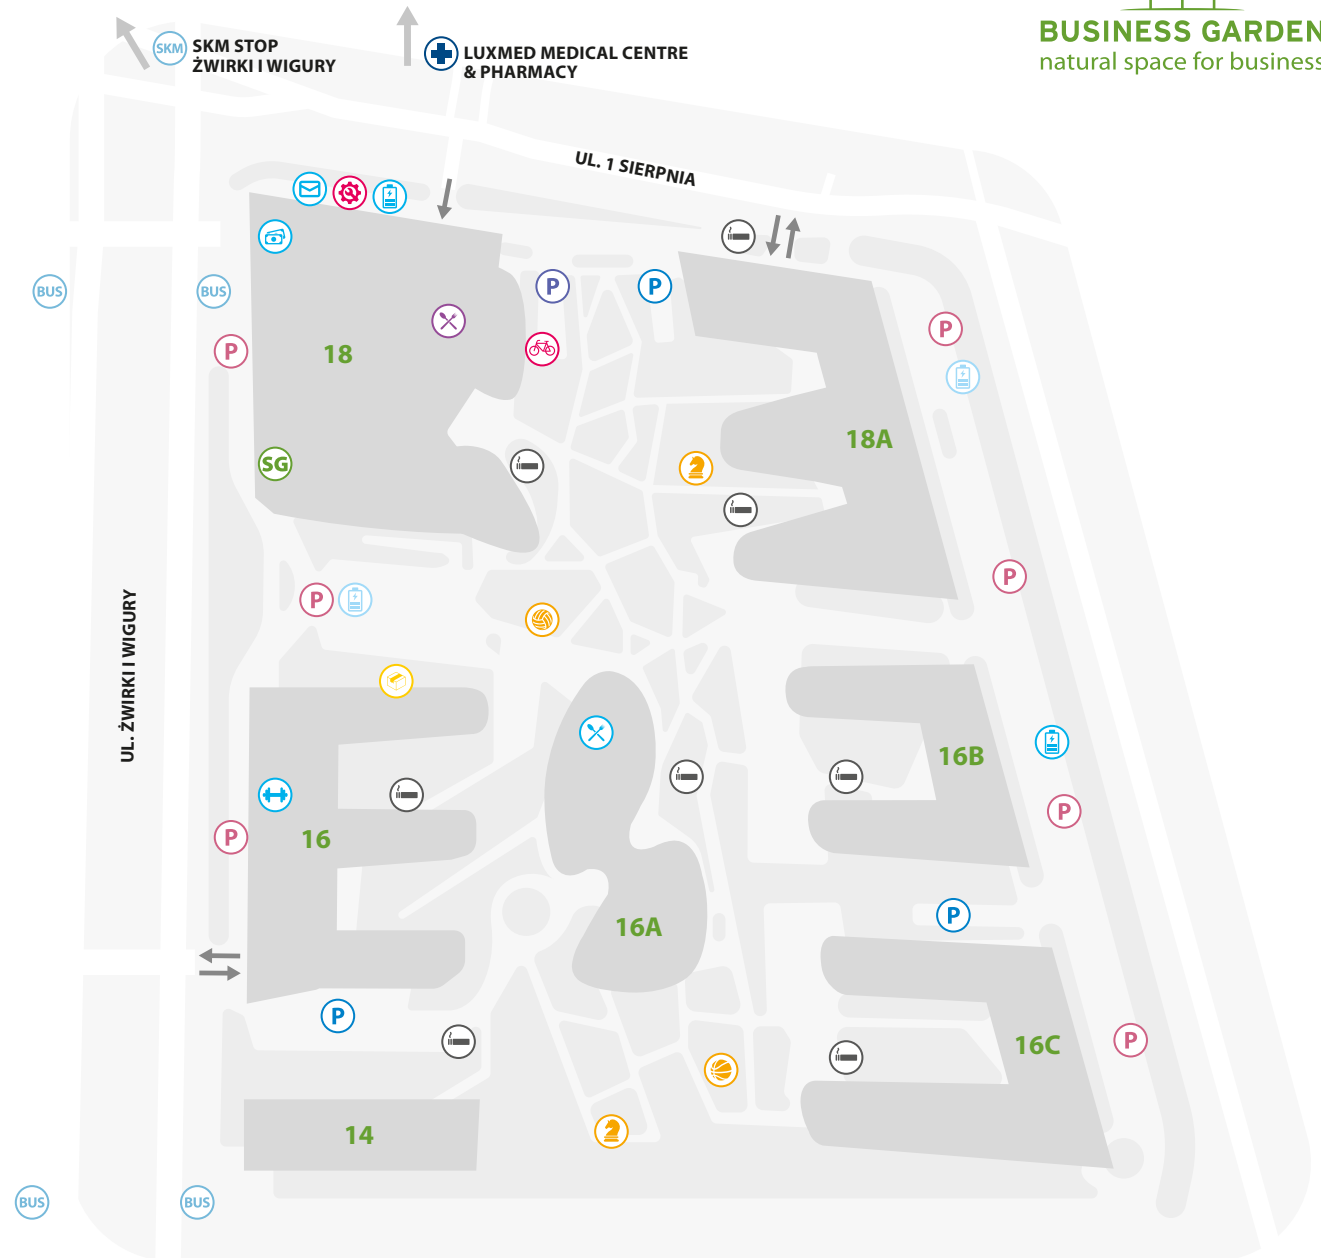 BUSINESS GARDEN
natural space for business
SKM
SKM STOP
ŻWIRKI I WIGURY
LUXMED MEDICAL CENTRE
& PHARMACY
UL. 1 SIERPNIA
BUS
BUS
P
P
P
P
18
18A
SG
P
P
UL. ŻWIRKI I WIGURY
16B
P
16
P
P
16A
P
16C
P
14
BUS
BUS